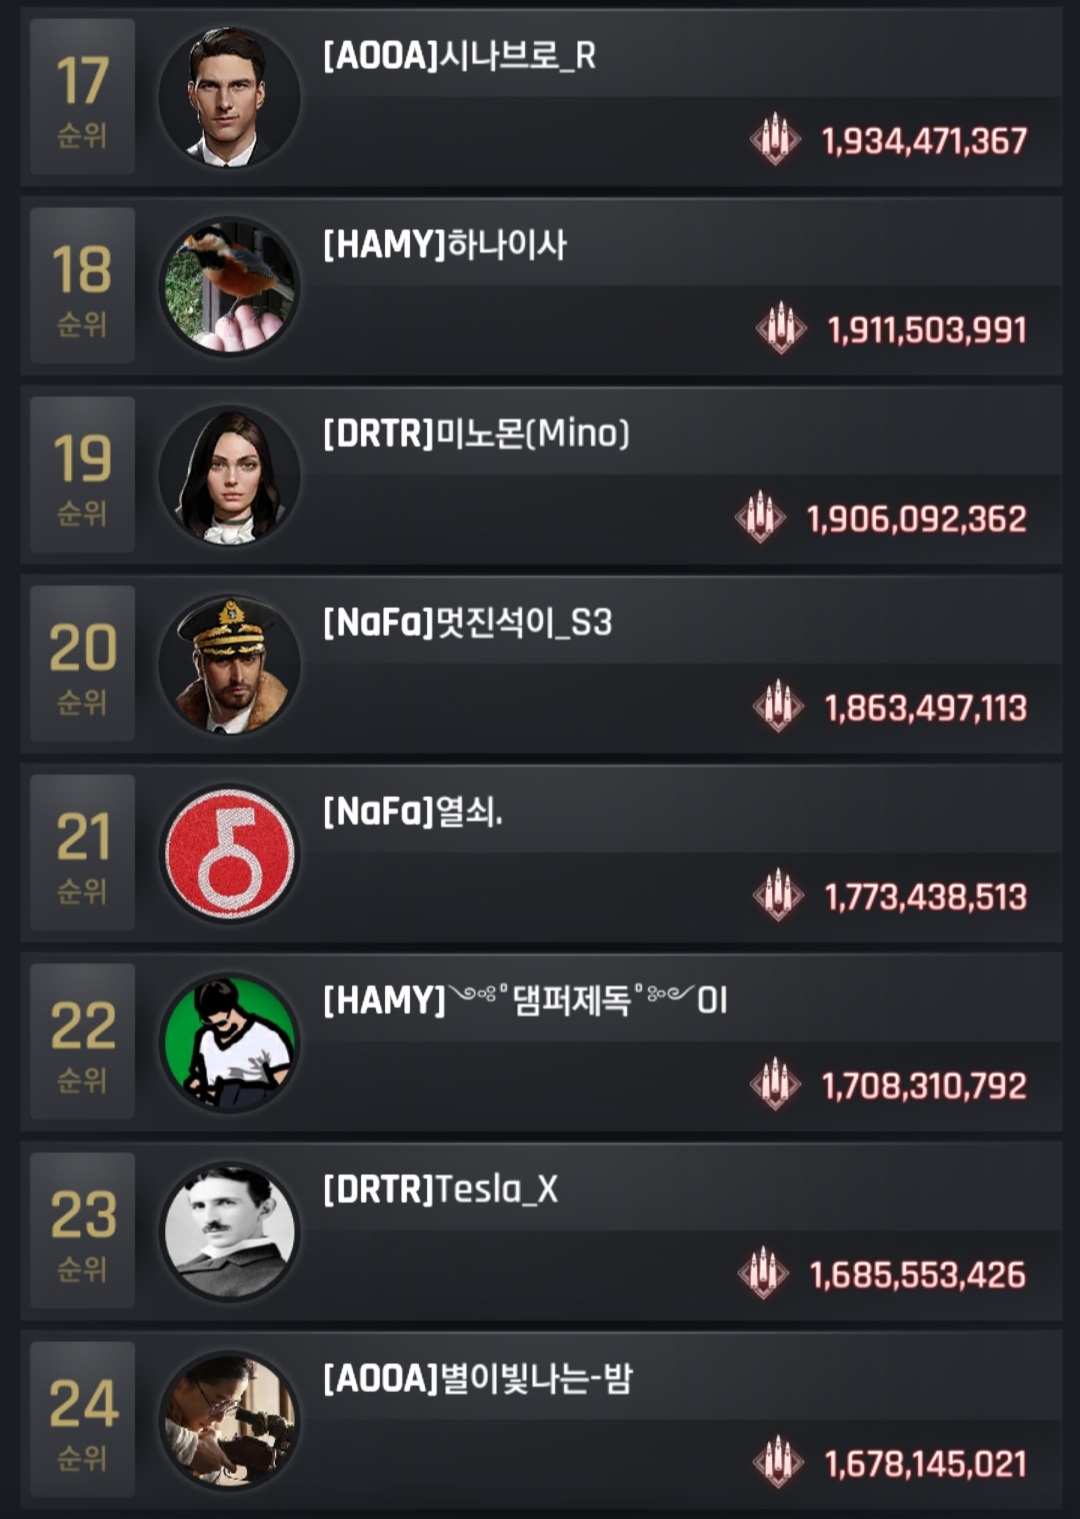 17
순위
[AOOA]시나브로_R
1,934,471,367
18
순위
[HAMY]하나이사
1,911,503,991
19
순위
[DRTR]미노몬(Mino)
1,906,092,362
20
순위
[NaFa]멋진석이_S3
1,863,497,113
21
순위
[NaFa]열쇠.
1,773,438,513
22
순위
[HAMY]༺ৡۣۜ͜댐퍼제독ৡۣۜ͜༻OI
1,708,310,792
23
순위
[DRTR]Tesla_X
1,685,553,426
24
순위
[AOOA]별이빛나는-밤
1,678,145,021